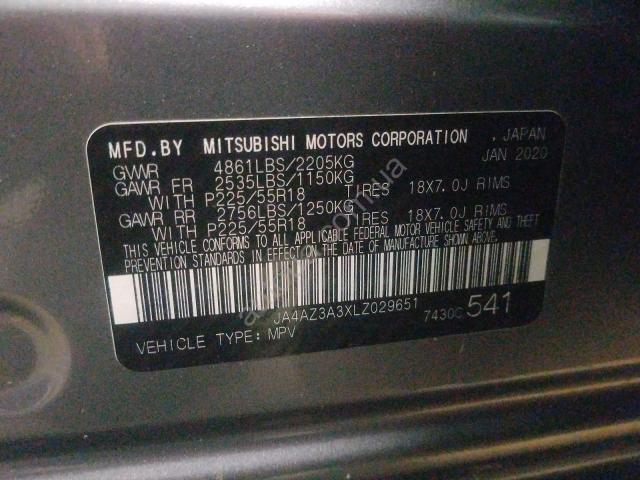 MFD.BY MITSUBISHI MOTORS CORPORATION , JAPAN
GVWR 4861LBS/2205KG JAN 2020
GAWR FR 2535LBS/1150KG
WITH P225/55R18 TIRES 18X7.0J RIMS
GAWR RR 2756LBS/1250KG
WITH P225/55R18 TIRES 18X7.0J RIMS
THIS VEHICLE CONFORMS TO ALL APPLICABLE FEDERAL MOTOR VEHICLE SAFETY AND THEFT
PREVENTION STANDARDS IN EFFECT ON THE DATE OF MANUFACTURE SHOWN ABOVE.
JA4AZ3A3XLZ029651 7430C 541
VEHICLE TYPE: MPV